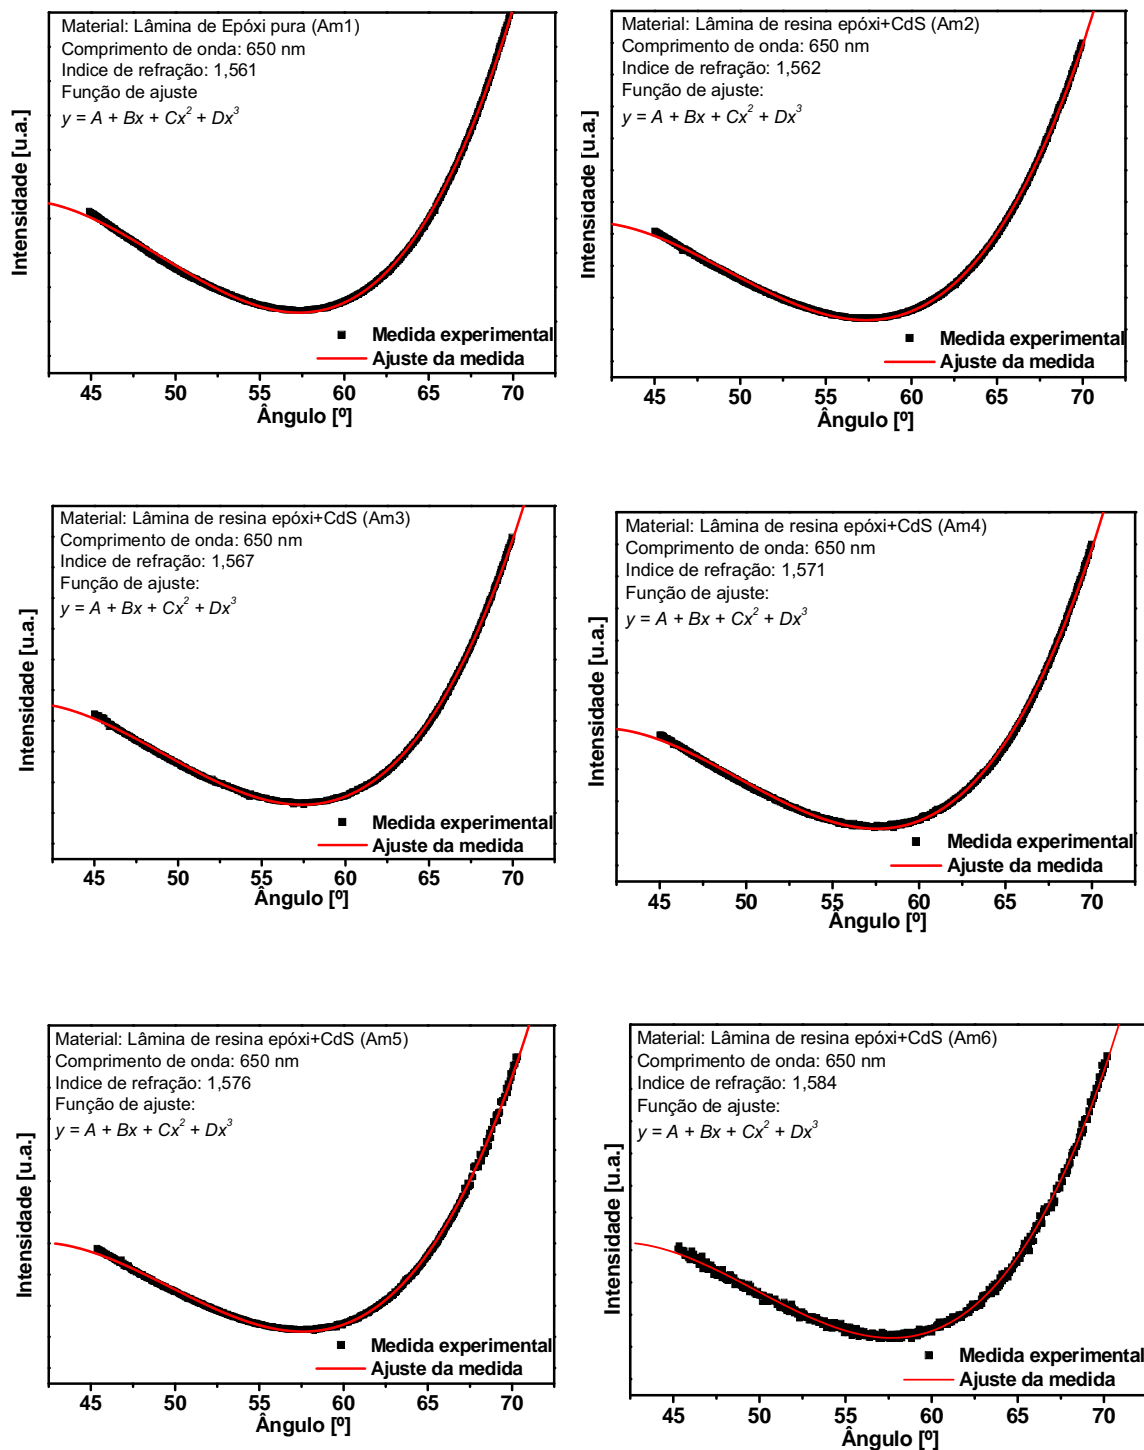 Material: Lâmina de Epóxi pura (Am1)
Comprimento de onda: 650 nm
Indice de refração: 1,561
Função de ajuste
y = A + Bx + Cx² + Dx³
Intensidade [u.a.]
Medida experimental
Ajuste da medida
45 50 55 60 65 70
Ângulo [º]
Material: Lâmina de resina epóxi+CdS (Am2)
Comprimento de onda: 650 nm
Indice de refração: 1,562
Função de ajuste:
y = A + Bx + Cx² + Dx³
Intensidade [u.a.]
Medida experimental
Ajuste da medida
45 50 55 60 65 70
Ângulo [º]
Material: Lâmina de resina epóxi+CdS (Am3)
Comprimento de onda: 650 nm
Indice de refração: 1,567
Função de ajuste:
y = A + Bx + Cx² + Dx³
Intensidade [u.a.]
Medida experimental
Ajuste da medida
45 50 55 60 65 70
Ângulo [º]
Material: Lâmina de resina epóxi+CdS (Am4)
Comprimento de onda: 650 nm
Indice de refração: 1,571
Função de ajuste:
y = A + Bx + Cx² + Dx³
Intensidade [u.a.]
Medida experimental
Ajuste da medida
45 50 55 60 65 70
Ângulo [º]
Material: Lâmina de resina epóxi+CdS (Am5)
Comprimento de onda: 650 nm
Indice de refração: 1,576
Função de ajuste:
y = A + Bx + Cx² + Dx³
Intensidade [u.a.]
Medida experimental
Ajuste da medida
45 50 55 60 65 70
Ângulo [º]
Material: Lâmina de resina epóxi+CdS (Am6)
Comprimento de onda: 650 nm
Indice de refração: 1,584
Função de ajuste:
y = A + Bx + Cx² + Dx³
Intensidade [u.a.]
Medida experimental
Ajuste da medida
45 50 55 60 65 70
Ângulo [º]